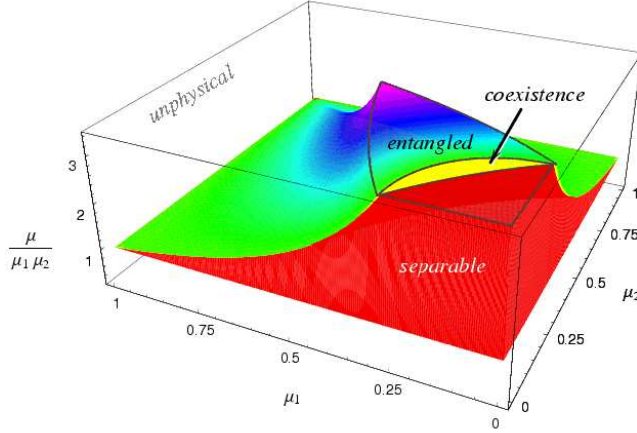 unphysical
coexistence
entangled
separable
3
2
1
μ
μ₁ μ₂
1
0.75
0.5
0.25
0
μ₁
0
0.25
0.5
0.75
1
μ₂